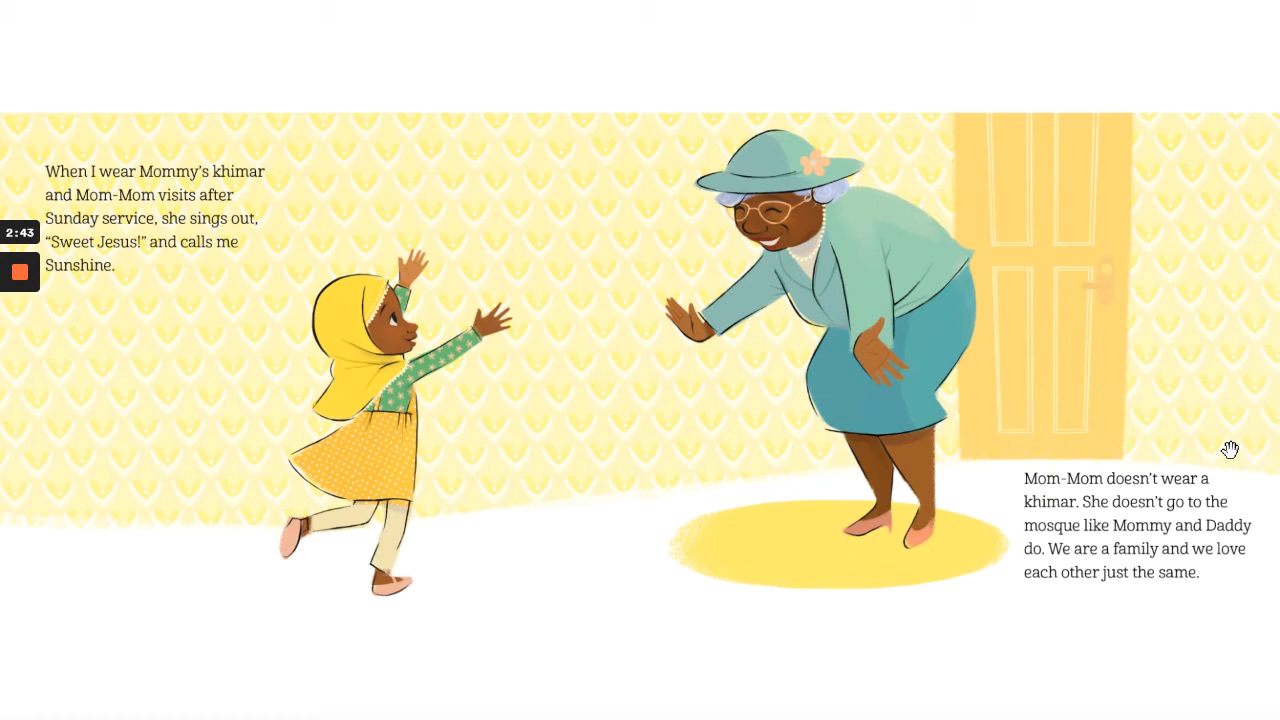 When I wear Mommy’s khimar
and Mom-Mom visits after
Sunday service, she sings out,
“Sweet Jesus!” and calls me
Sunshine.
2:43
Mom-Mom doesn’t wear a
khimar. She doesn’t go to the
mosque like Mommy and Daddy
do. We are a family and we love
each other just the same.